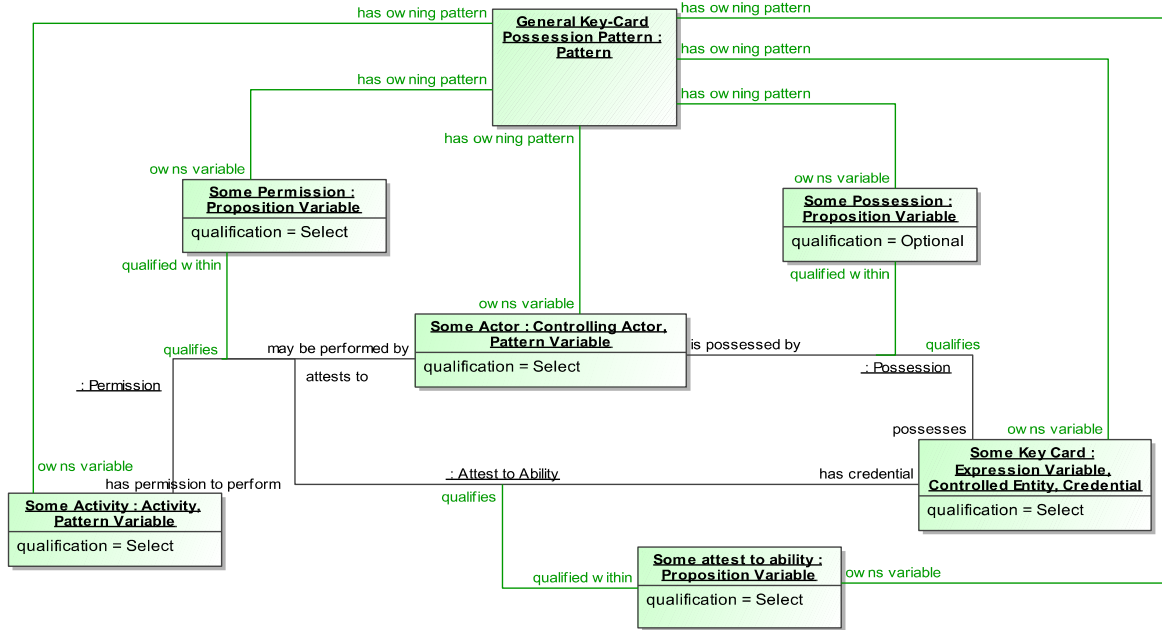 has owning pattern
General Key-Card
Possession Pattern :
Pattern
has owning pattern
has owning pattern
has owning pattern
has owning pattern
has owning pattern
owns variable
Some Permission :
Proposition Variable
qualification = Select
owns variable
Some Possession :
Proposition Variable
qualification = Optional
qualified within
qualified within
owns variable
Some Actor : Controlling Actor,
Pattern Variable
qualification = Select
qualifies
may be performed by
attests to
is possessed by
qualifies
: Permission
: Possession
possesses
owns variable
owns variable
has permission to perform
: Attest to Ability
qualifies
has credential
Some Key Card :
Expression Variable,
Controlled Entity, Credential
qualification = Select
Some Activity : Activity,
Pattern Variable
qualification = Select
qualified within
Some attest to ability :
Proposition Variable
qualification = Select
owns variable